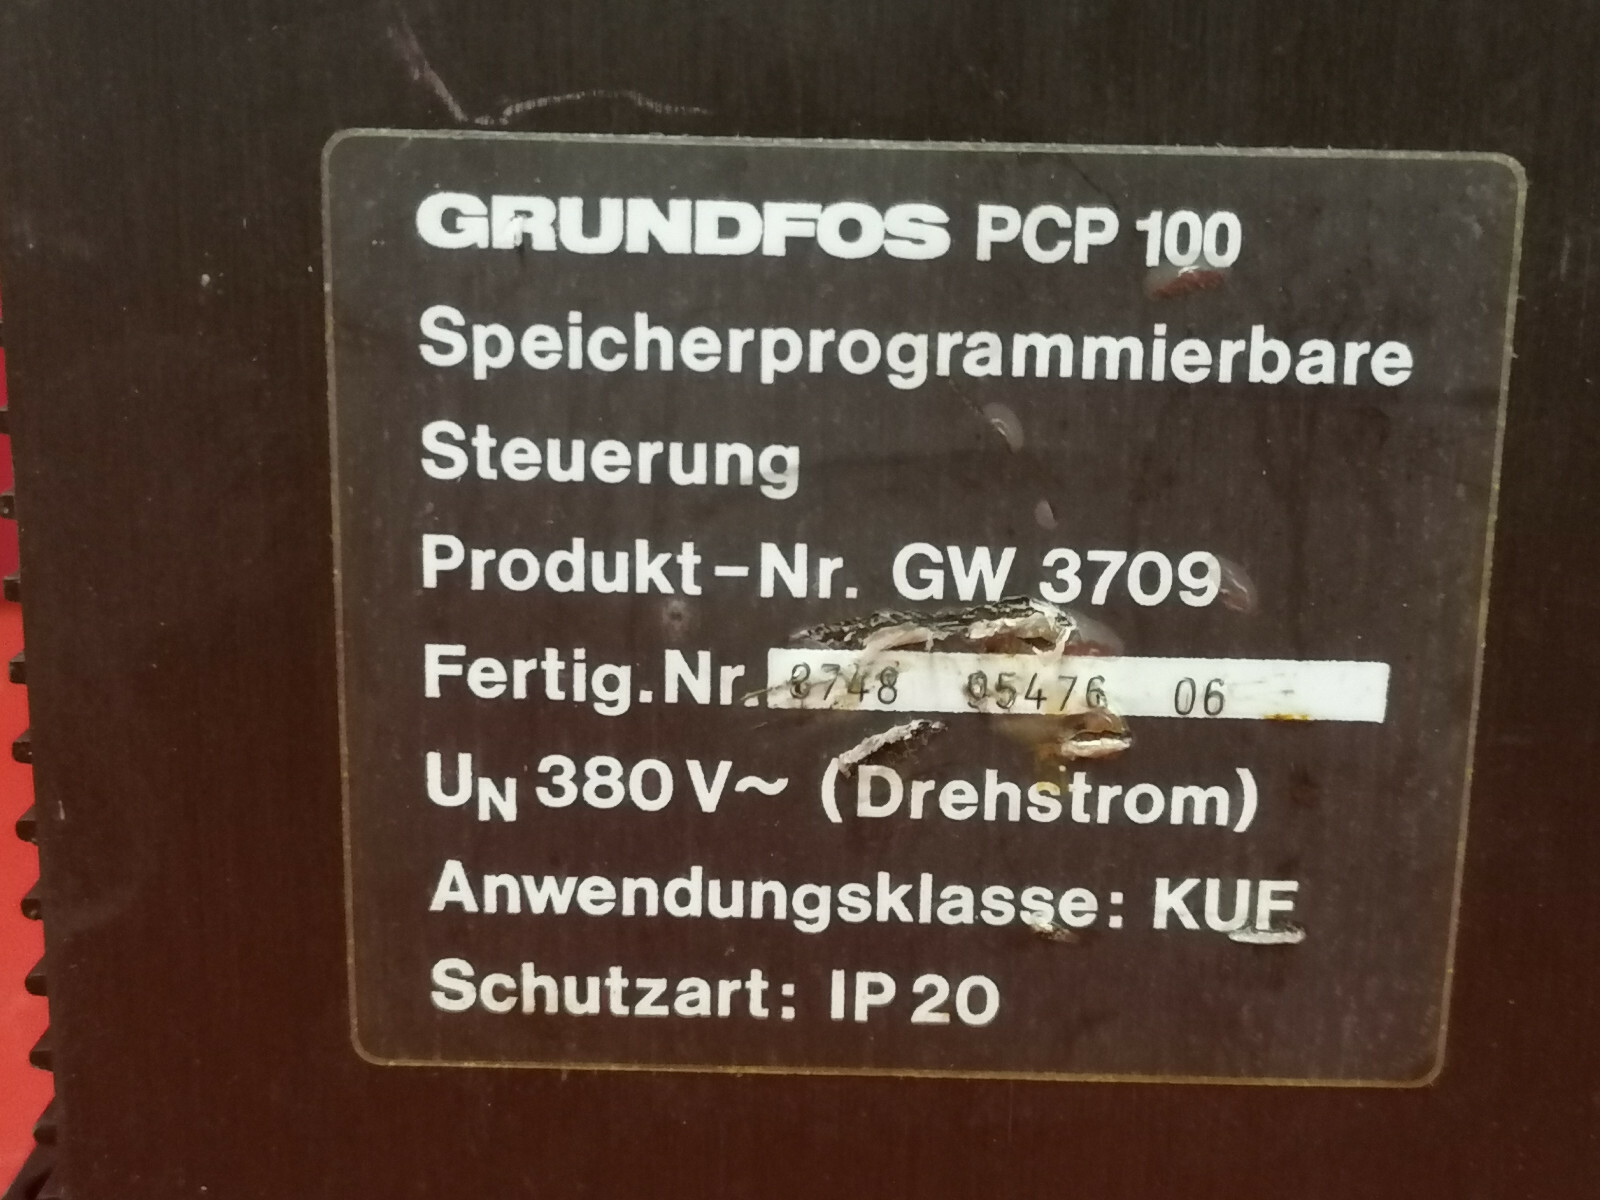 GRUNDFOS PCP 100
Speicherprogrammierbare
Steuerung
Produkt-Nr. GW 3709
Fertig.Nr. 8748 05476 06
UN 380 V~ (Drehstrom)
Anwendungsklasse: KUF
Schutzart: IP 20